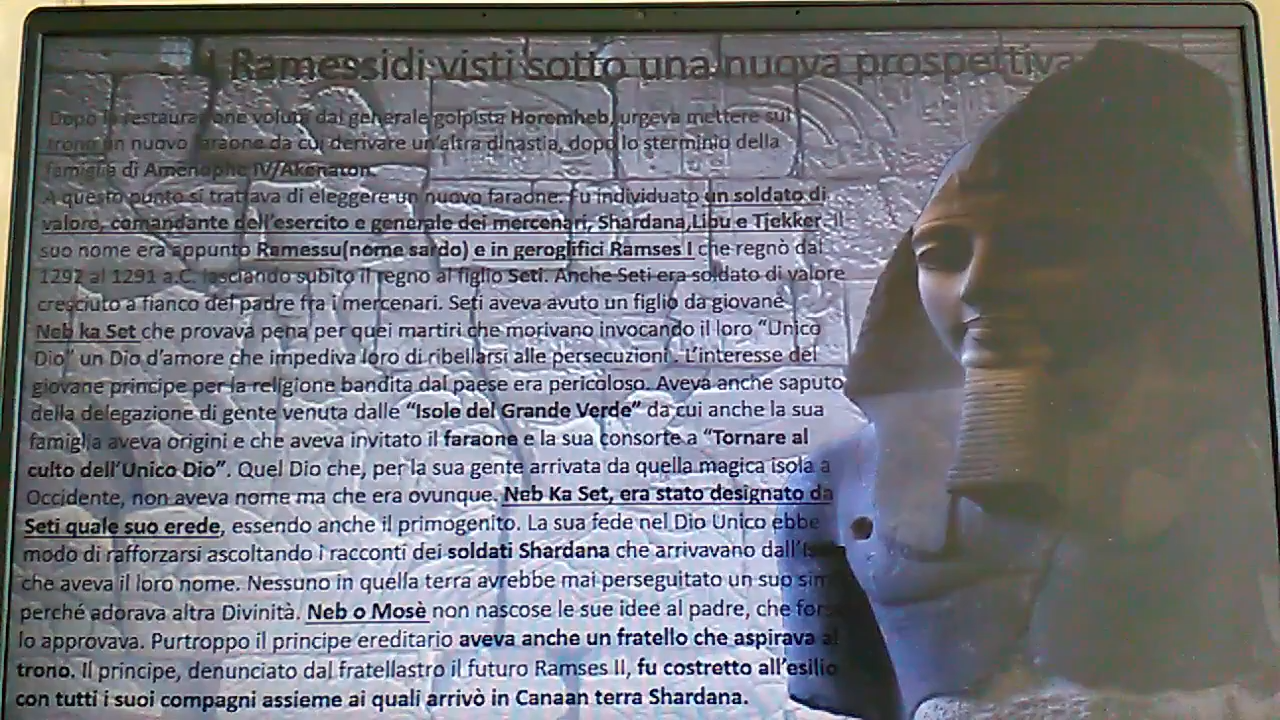 I Ramessidi visti sotto una nuova prospettiva
Dopo la restaurazione voluta dal generale golpista Horemheb, urgeva mettere sul
trono un nuovo faraone da cui derivare un'altra dinastia, dopo lo sterminio della
famiglia di Amenophe IV/Akenaton.
A questo punto si trattava di eleggere un nuovo faraone. Fu individuato un soldato di
valore, comandante dell'esercito e generale dei mercenari, Shardana,Libu e Tjekker. Il
suo nome era appunto Ramessu(nome sardo) e in geroglifici Ramses I che regnò dal
1292 al 1291 a.C. lasciando subito il regno al figlio Seti. Anche Seti era soldato di valore
cresciuto a fianco del padre fra i mercenari. Seti aveva avuto un figlio da giovane
Neb ka Set che provava pena per quei martiri che morivano invocando il loro "Unico
Dio" un Dio d'amore che impediva loro di ribellarsi alle persecuzioni . L'interesse del
giovane principe per la religione bandita dal paese era pericoloso. Aveva anche saputo
della delegazione di gente venuta dalle "Isole del Grande Verde" da cui anche la sua
famiglia aveva origini e che aveva invitato il faraone e la sua consorte a "Tornare al
culto dell'Unico Dio". Quel Dio che, per la sua gente arrivata da quella magica isola a
Occidente, non aveva nome ma che era ovunque. Neb Ka Set, era stato designato da
Seti quale suo erede, essendo anche il primogenito. La sua fede nel Dio Unico ebbe
modo di rafforzarsi ascoltando i racconti dei soldati Shardana che arrivavano
che aveva il loro nome. Nessuno in quella terra avrebbe mai perseguitato un suo
perché adorava altra Divinità. Neb o Mosè non nascose le sue idee al padre, che
lo approvava. Purtroppo il principe ereditario aveva anche un fratello che aspirava al
trono. Il principe, denunciato dal fratellastro il futuro Ramses II, fu costretto all'esilio
con tutti i suoi compagni assieme ai quali arrivò in Canaan terra Shardana.